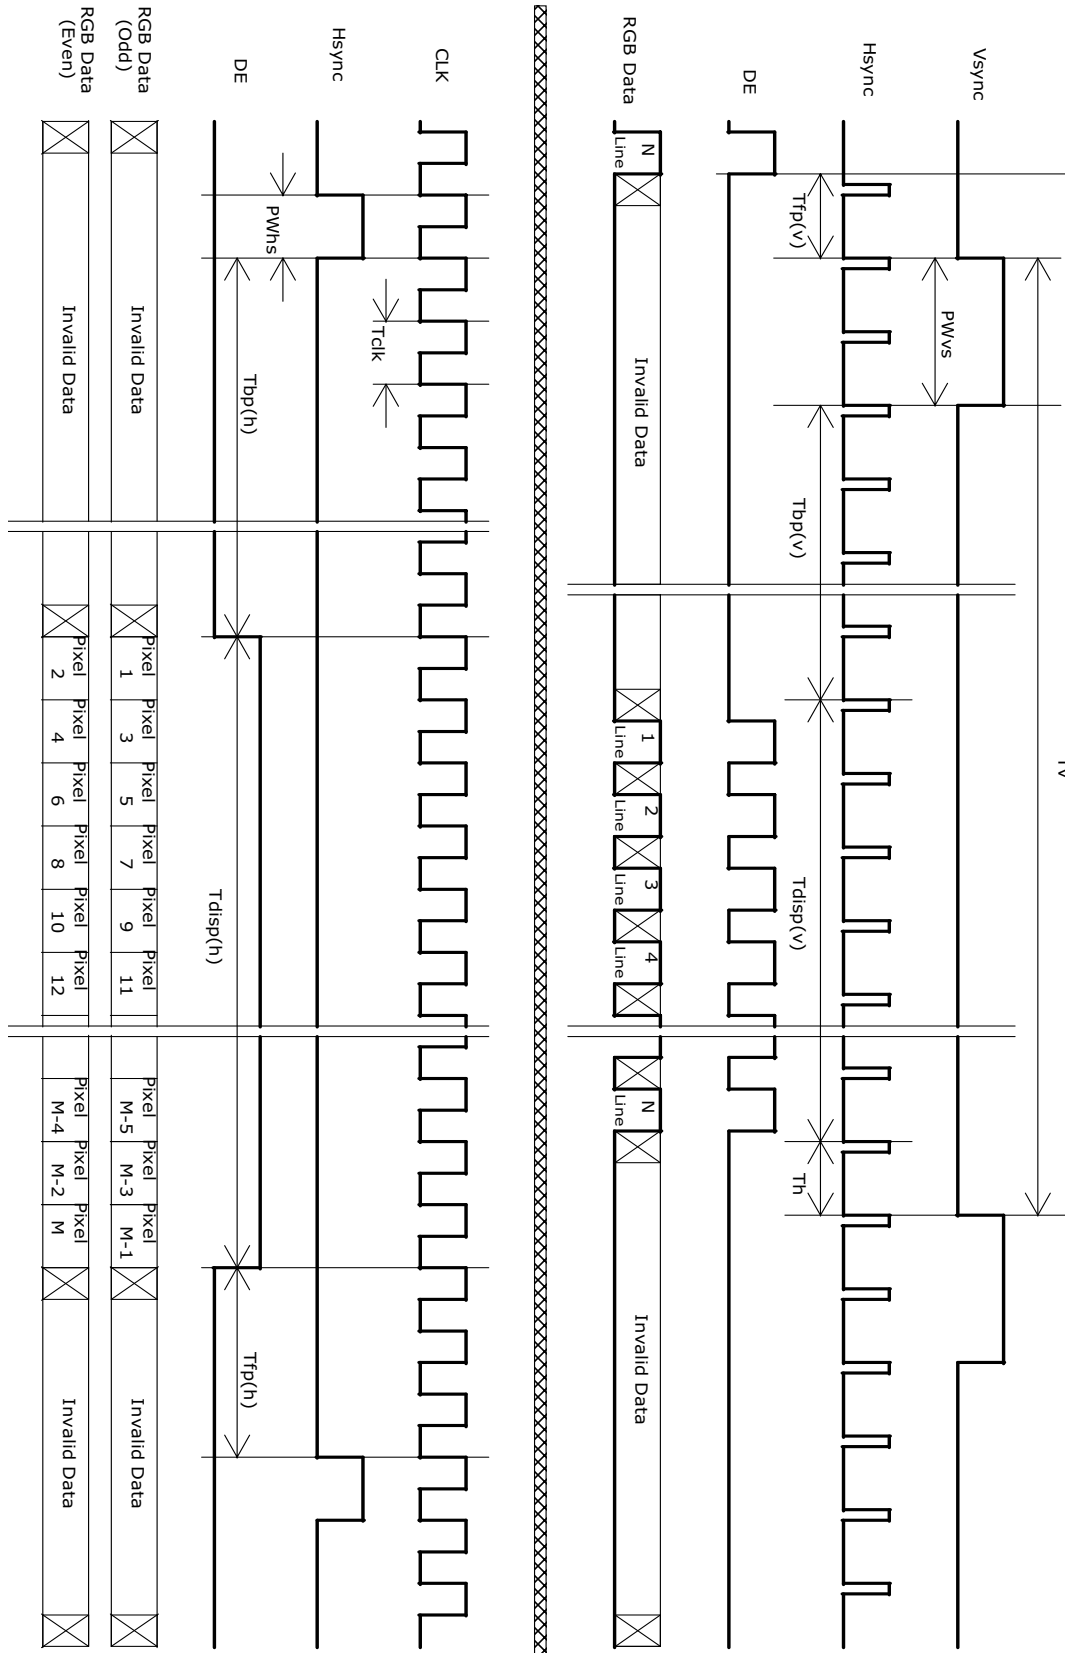 Tv
Vsync
PWvs
Hsync
Tfp(v)
Tbp(v)
Tdisp(v)
Th
DE
RGB Data
Line N
Invalid Data
Line 1
Line 2
Line 3
Line 4
Line N
Invalid Data
CLK
Tclk
Hsync
PWhs
DE
Tbp(h)
Tdisp(h)
Tfp(h)
RGB Data
(Odd)
Invalid Data
Pixel 1
Pixel 3
Pixel 5
Pixel 7
Pixel 9
Pixel 11
Pixel M-5
Pixel M-3
Pixel M-1
Invalid Data
RGB Data
(Even)
Invalid Data
Pixel 2
Pixel 4
Pixel 6
Pixel 8
Pixel 10
Pixel 12
Pixel M-4
Pixel M-2
Pixel M
Invalid Data